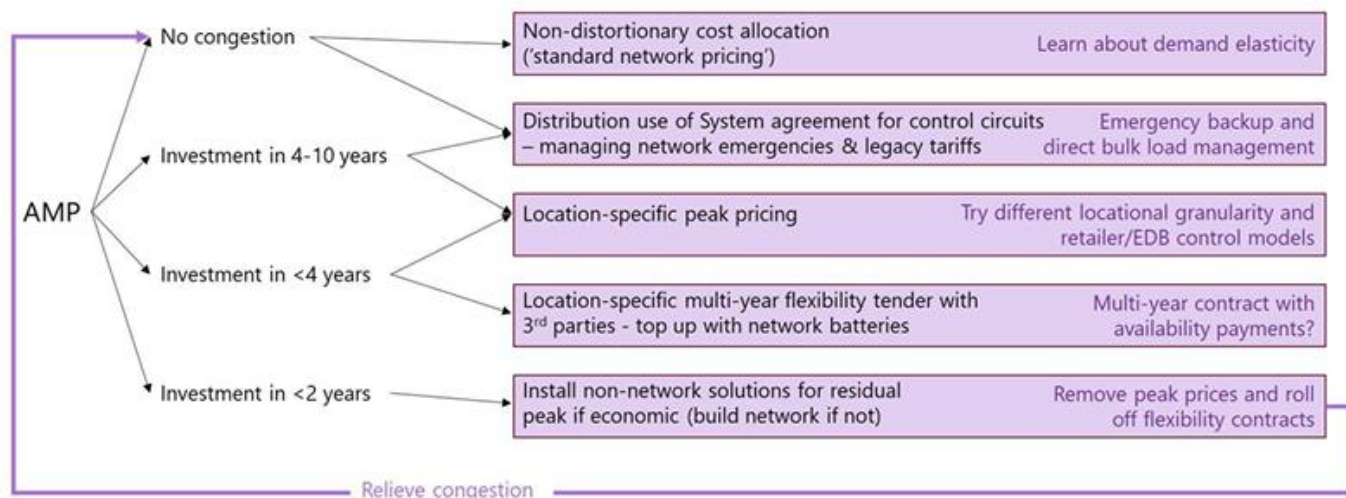 No congestion
Non-distortionary cost allocation
('standard network pricing')
Learn about demand elasticity
Distribution use of System agreement for control circuits
– managing network emergencies & legacy tariffs
Emergency backup and
direct bulk load management
Investment in 4-10 years
AMP
Location-specific peak pricing
Try different locational granularity and
retailer/EDB control models
Investment in <4 years
Location-specific multi-year flexibility tender with
3rd parties - top up with network batteries
Multi-year contract with
availability payments?
Investment in <2 years
Install non-network solutions for residual
peak if economic (build network if not)
Remove peak prices and roll
off flexibility contracts
Relieve congestion